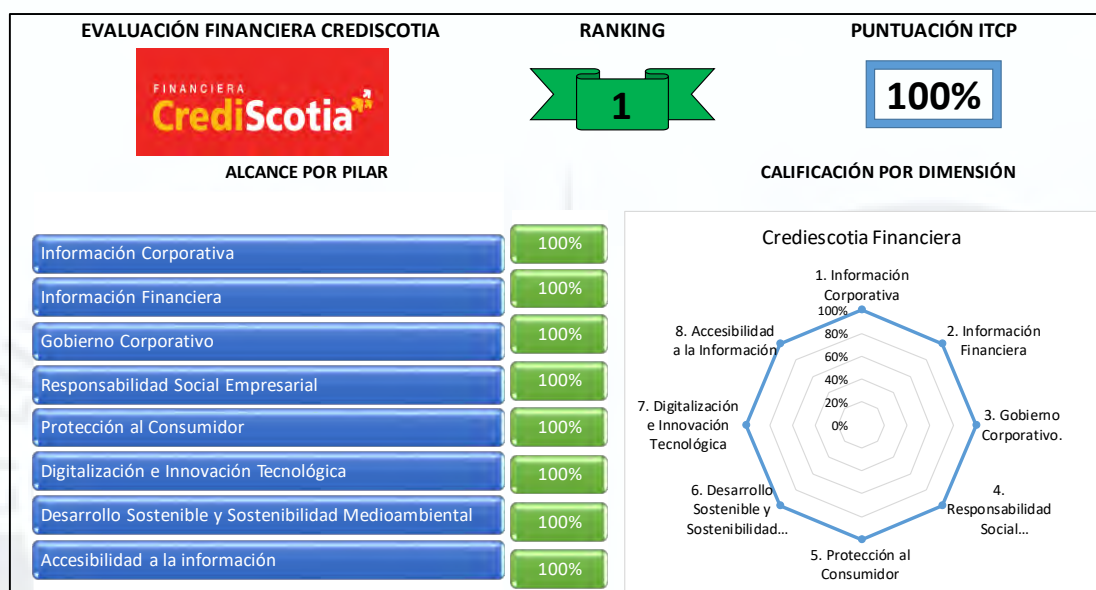 EVALUACIÓN FINANCIERA CREDISCOTIA
RANKING
PUNTUACIÓN ITCP
FINANCIERA
CrediScotia
1
100%
ALCANCE POR PILAR
CALIFICACIÓN POR DIMENSIÓN
Información Corporativa
100%
Información Financiera
100%
Gobierno Corporativo
100%
Responsabilidad Social Empresarial
100%
Protección al Consumidor
100%
Digitalización e Innovación Tecnológica
100%
Desarrollo Sostenible y Sostenibilidad Medioambiental
100%
Accesibilidad a la información
100%
Crediescotia Financiera
1. Información
Corporativa
2. Información
Financiera
3. Gobierno
Corporativo.
4.
Responsabilidad
Social...
5. Protección al
Consumidor
6. Desarrollo
Sostenible y
Sostenibilidad...
7. Digitalización
e Innovación
Tecnológica
8. Accesibilidad
a la Información
100%
80%
60%
40%
20%
0%